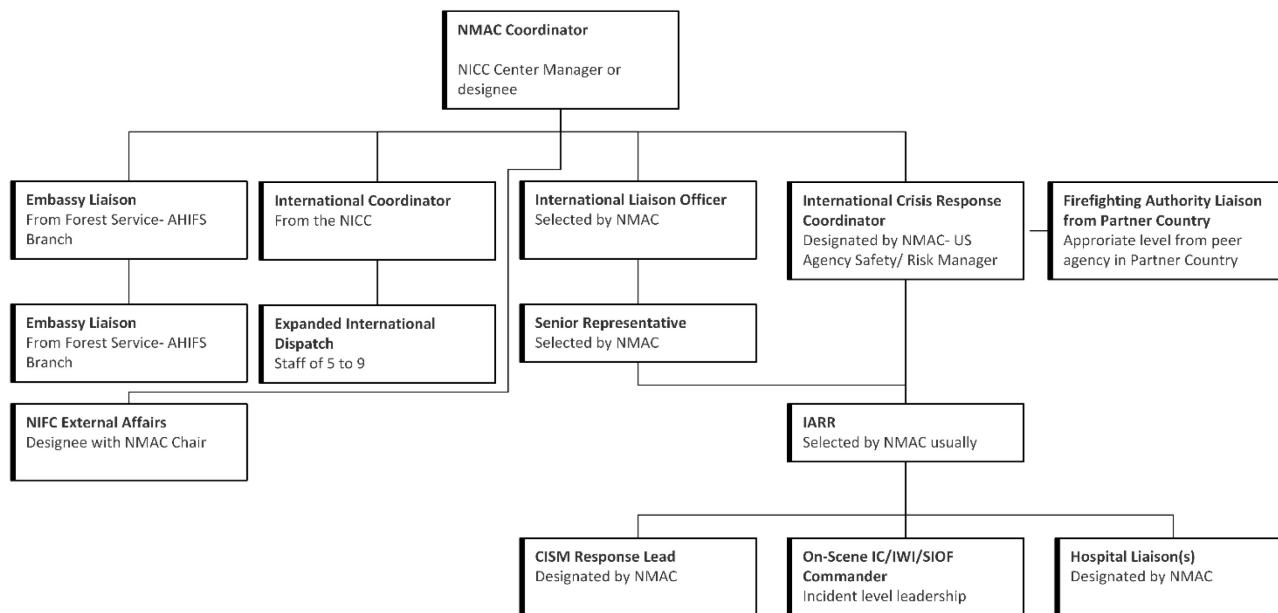 NMAC Coordinator
NICC Center Manager or
designee
Embassy Liaison
From Forest Service- AHIFS
Branch
International Coordinator
From the NICC
International Liaison Officer
Selected by NMAC
International Crisis Response
Coordinator
Designated by NMAC- US
Agency Safety/ Risk Manager
Firefighting Authority Liaison
from Partner Country
Approriate level from peer
agency in Partner Country
Embassy Liaison
From Forest Service- AHIFS
Branch
Expanded International
Dispatch
Staff of 5 to 9
Senior Representative
Selected by NMAC
NIFC External Affairs
Designee with NMAC Chair
IARR
Selected by NMAC usually
CISM Response Lead
Designated by NMAC
On-Scene IC/IWI/SIOF
Commander
Incident level leadership
Hospital Liaison(s)
Designated by NMAC